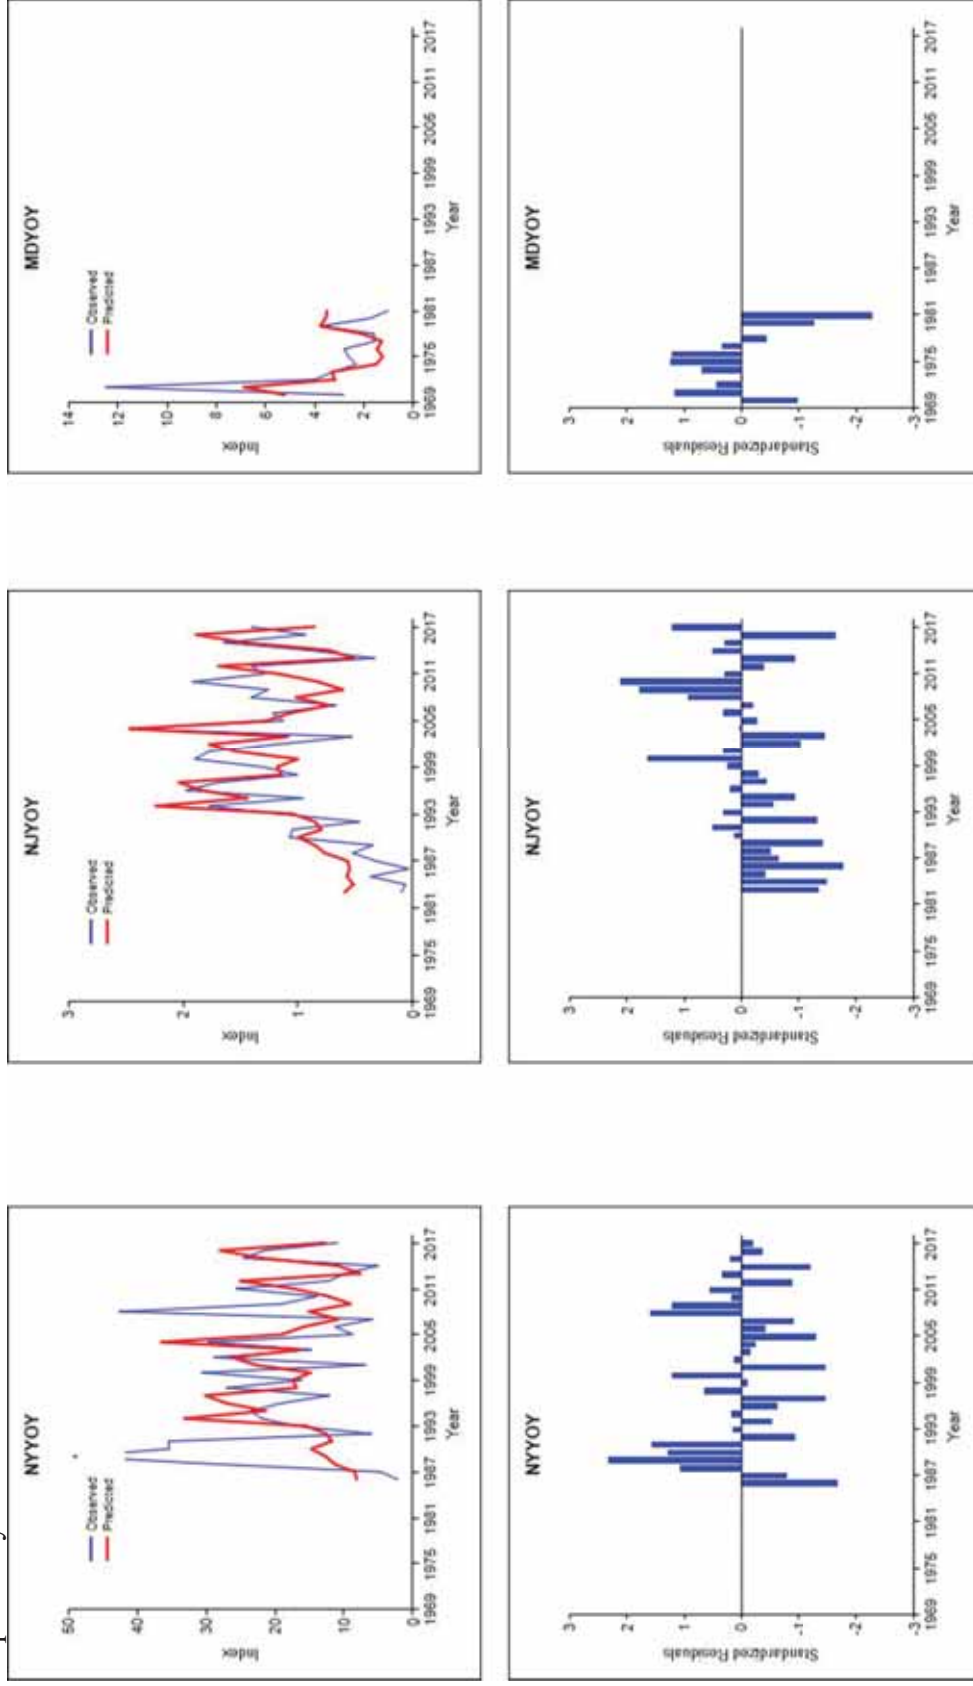 NYYOY
Observed
Predicted
Index
50
40
30
20
10
0
1969 1975 1981 1987 1993 1999 2005 2011 2017
Year
NJYOY
Observed
Predicted
Index
3
2
1
0
1969 1975 1981 1987 1993 1999 2005 2011 2017
Year
MDYOY
Observed
Predicted
Index
14
12
10
8
6
4
2
0
1969 1975 1981 1987 1993 1999 2005 2011 2017
Year
NYYOY
Standardized Residuals
3
2
1
0
-1
-2
-3
1969 1975 1981 1987 1993 1999 2005 2011 2017
Year
NJYOY
Standardized Residuals
3
2
1
0
-1
-2
-3
1969 1975 1981 1987 1993 1999 2005 2011 2017
Year
MDYOY
Standardized Residuals
3
2
1
0
-1
-2
-3
1969 1975 1981 1987 1993 1999 2005 2011 2017
Year